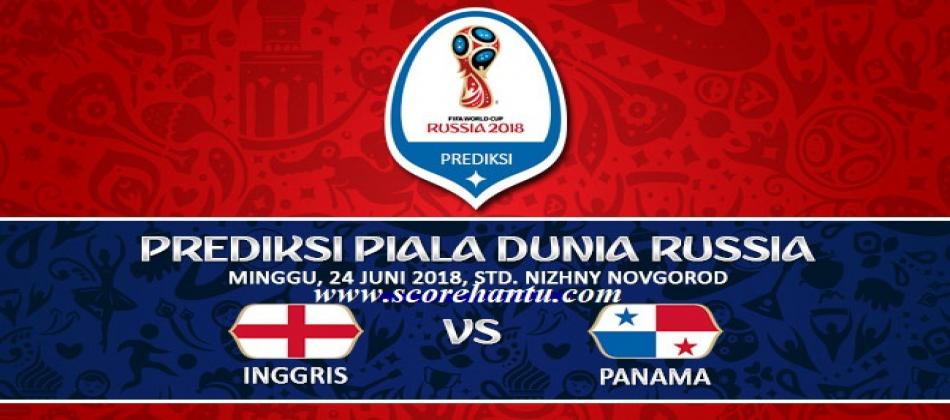 FIFA WORLD CUP
RUSSIA 2018
PREDIKSI
PREDIKSI PIALA DUNIA RUSSIA
MINGGU, 24 JUNI 2018, STD. NIZHNY NOVGOROD
www.scorehantu.com
VS
INGGRIS
PANAMA